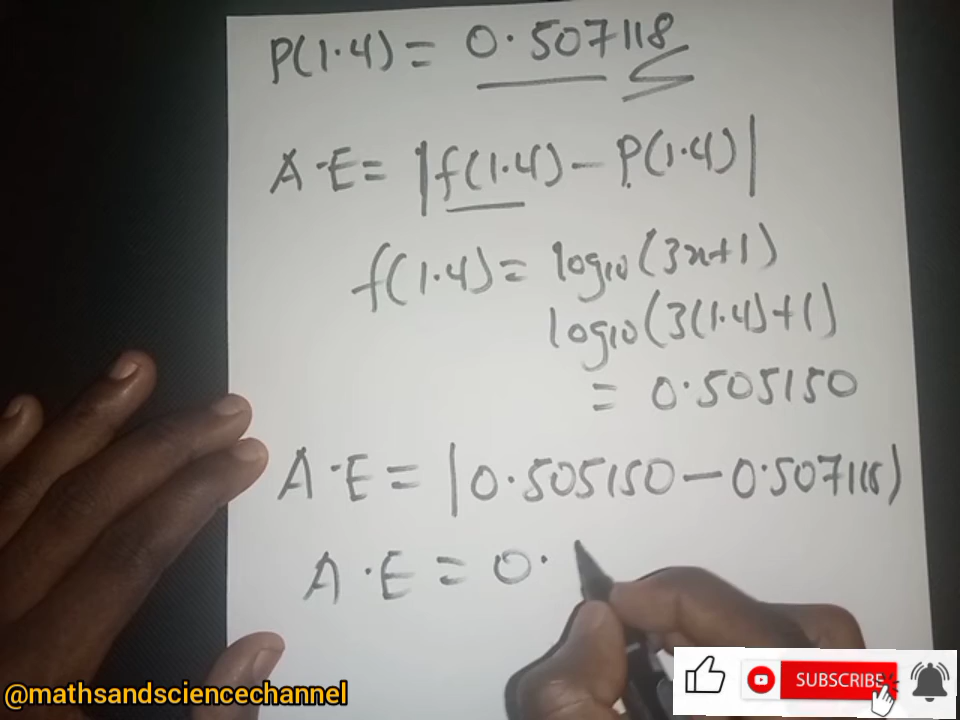 P(1.4) = 0.507118
A.E = |f(1.4) - P(1.4)|
f(1.4) = log10 (3x+1)
log10 (3(1.4)+1)
= 0.505150
A.E = |0.505150 - 0.507118)
A.E = 0.
SUBSCRIBE
@mathsandsciencechannel